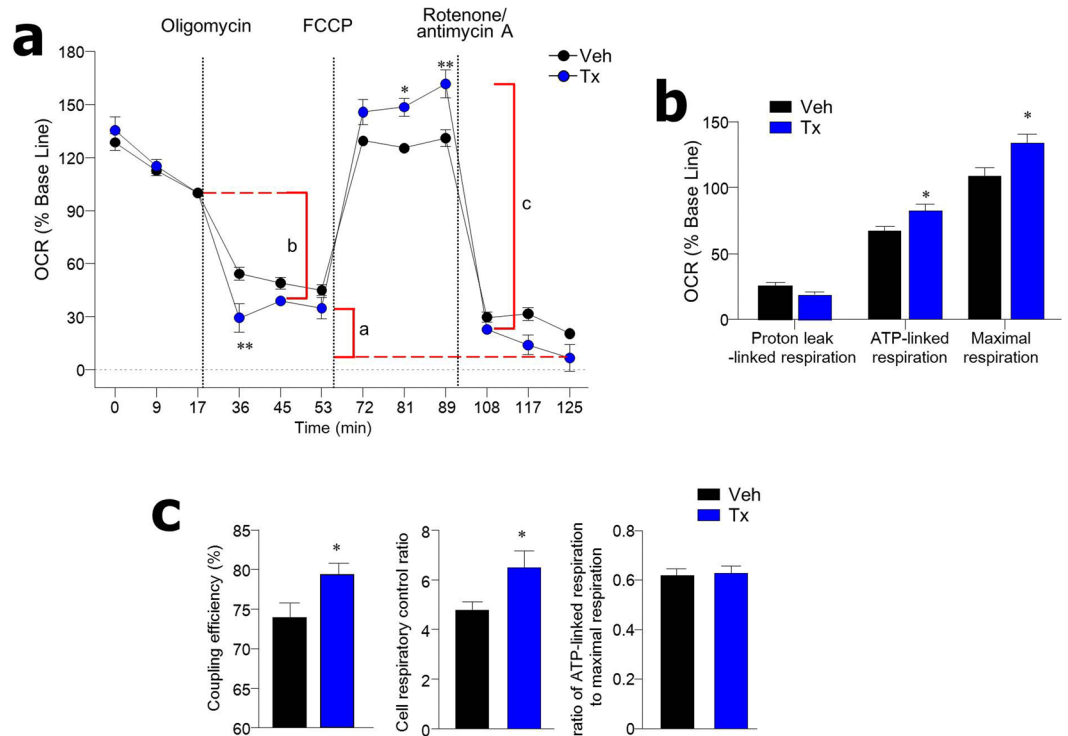 a
Oligomycin
FCCP
Rotenone/
antimycin A
Veh
Tx
OCR (% Base Line)
180
150
120
90
60
30
0
**
*
**
b
a
c
0 9 17 36 45 53 72 81 89 108 117 125
Time (min)
b
Veh
Tx
OCR (% Base Line)
150
100
50
0
*
*
Proton leak
-linked respiration
ATP-linked
respiration
Maximal
respiration
c
Veh
Tx
Coupling efficiency (%)
85
80
75
70
65
60
*
Cell respiratory control ratio
8
6
4
2
0
*
ratio of ATP-linked respiration
to maximal respiration
0.8
0.6
0.4
0.2
0